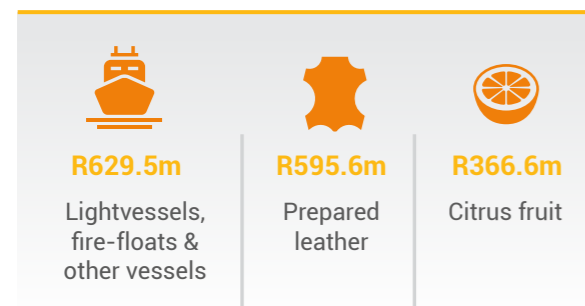 R629.5m
Lightvessels,
fire-floats &
other vessels
R595.6m
Prepared
leather
R366.6m
Citrus fruit